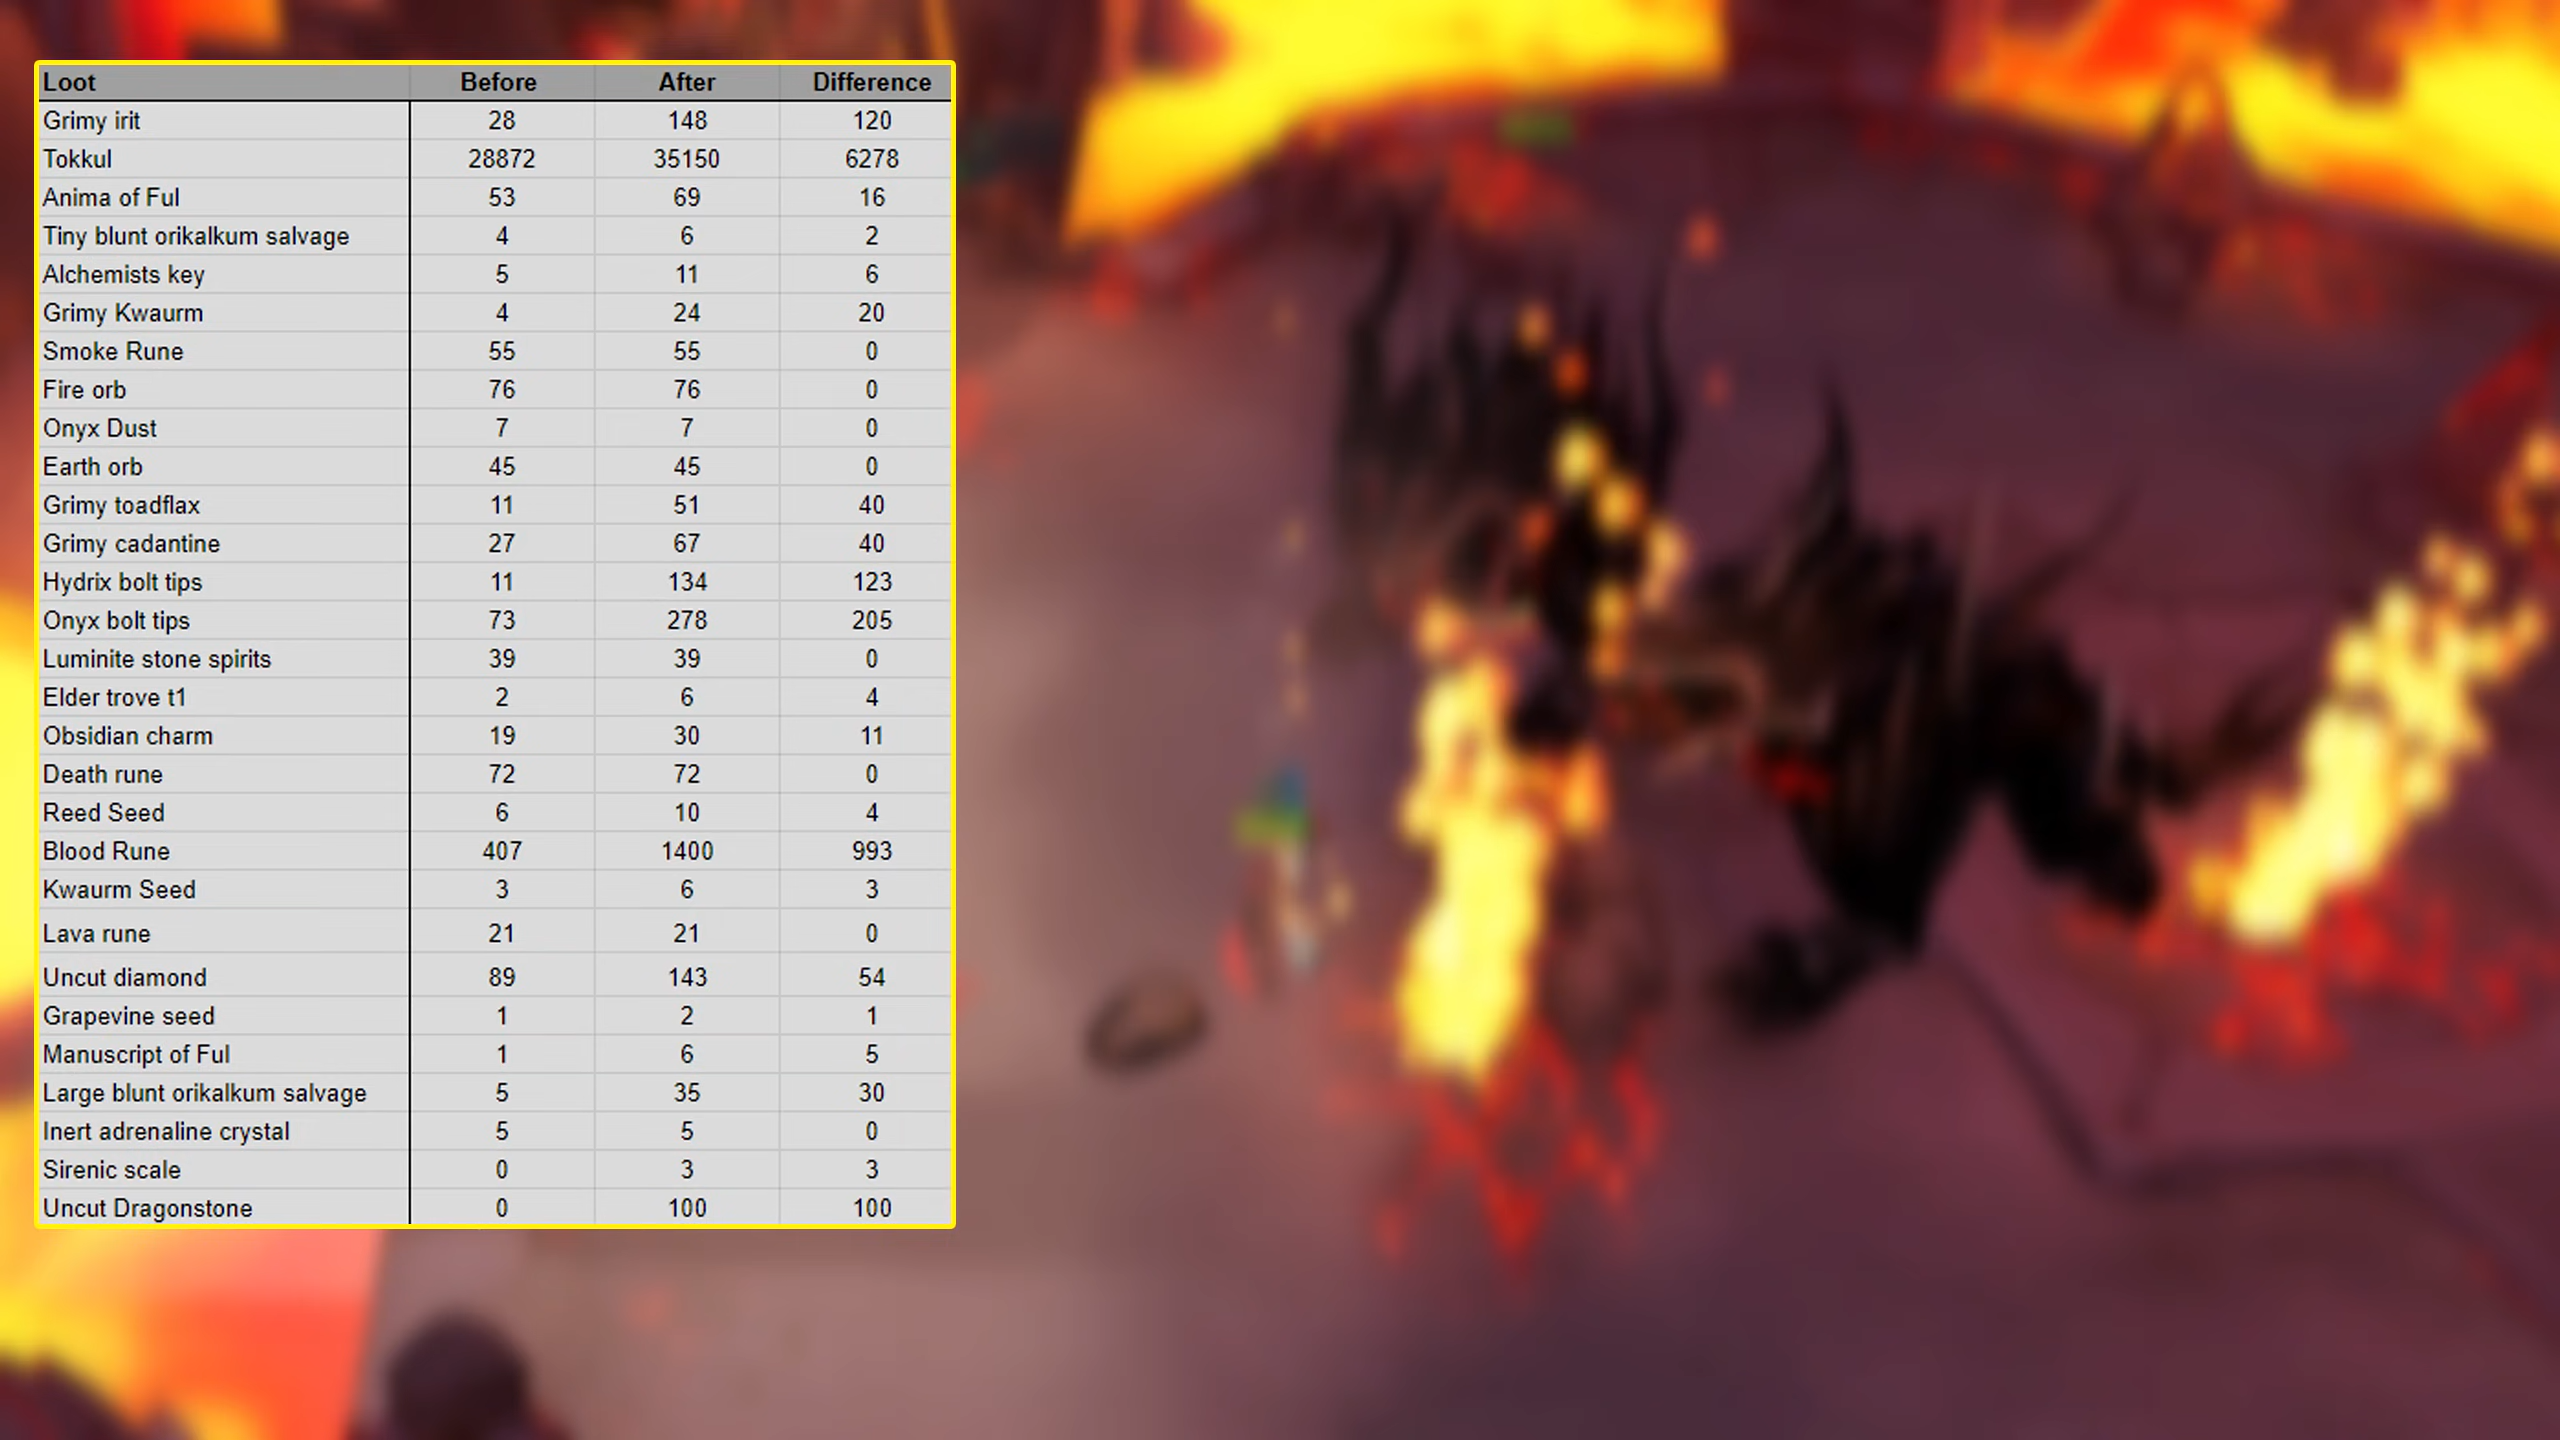 Loot Before After Difference
Grimy irit 28 148 120
Tokkul 28872 35150 6278
Anima of Ful 53 69 16
Tiny blunt orikalkum salvage 4 6 2
Alchemists key 5 11 6
Grimy Kwaurm 4 24 20
Smoke Rune 55 55 0
Fire orb 76 76 0
Onyx Dust 7 7 0
Earth orb 45 45 0
Grimy toadflax 11 51 40
Grimy cadantine 27 67 40
Hydrix bolt tips 11 134 123
Onyx bolt tips 73 278 205
Luminite stone spirits 39 39 0
Elder trove t1 2 6 4
Obsidian charm 19 30 11
Death rune 72 72 0
Reed Seed 6 10 4
Blood Rune 407 1400 993
Kwaurm Seed 3 6 3
Lava rune 21 21 0
Uncut diamond 89 143 54
Grapevine seed 1 2 1
Manuscript of Ful 1 6 5
Large blunt orikalkum salvage 5 35 30
Inert adrenaline crystal 5 5 0
Sirenic scale 0 3 3
Uncut Dragonstone 0 100 100